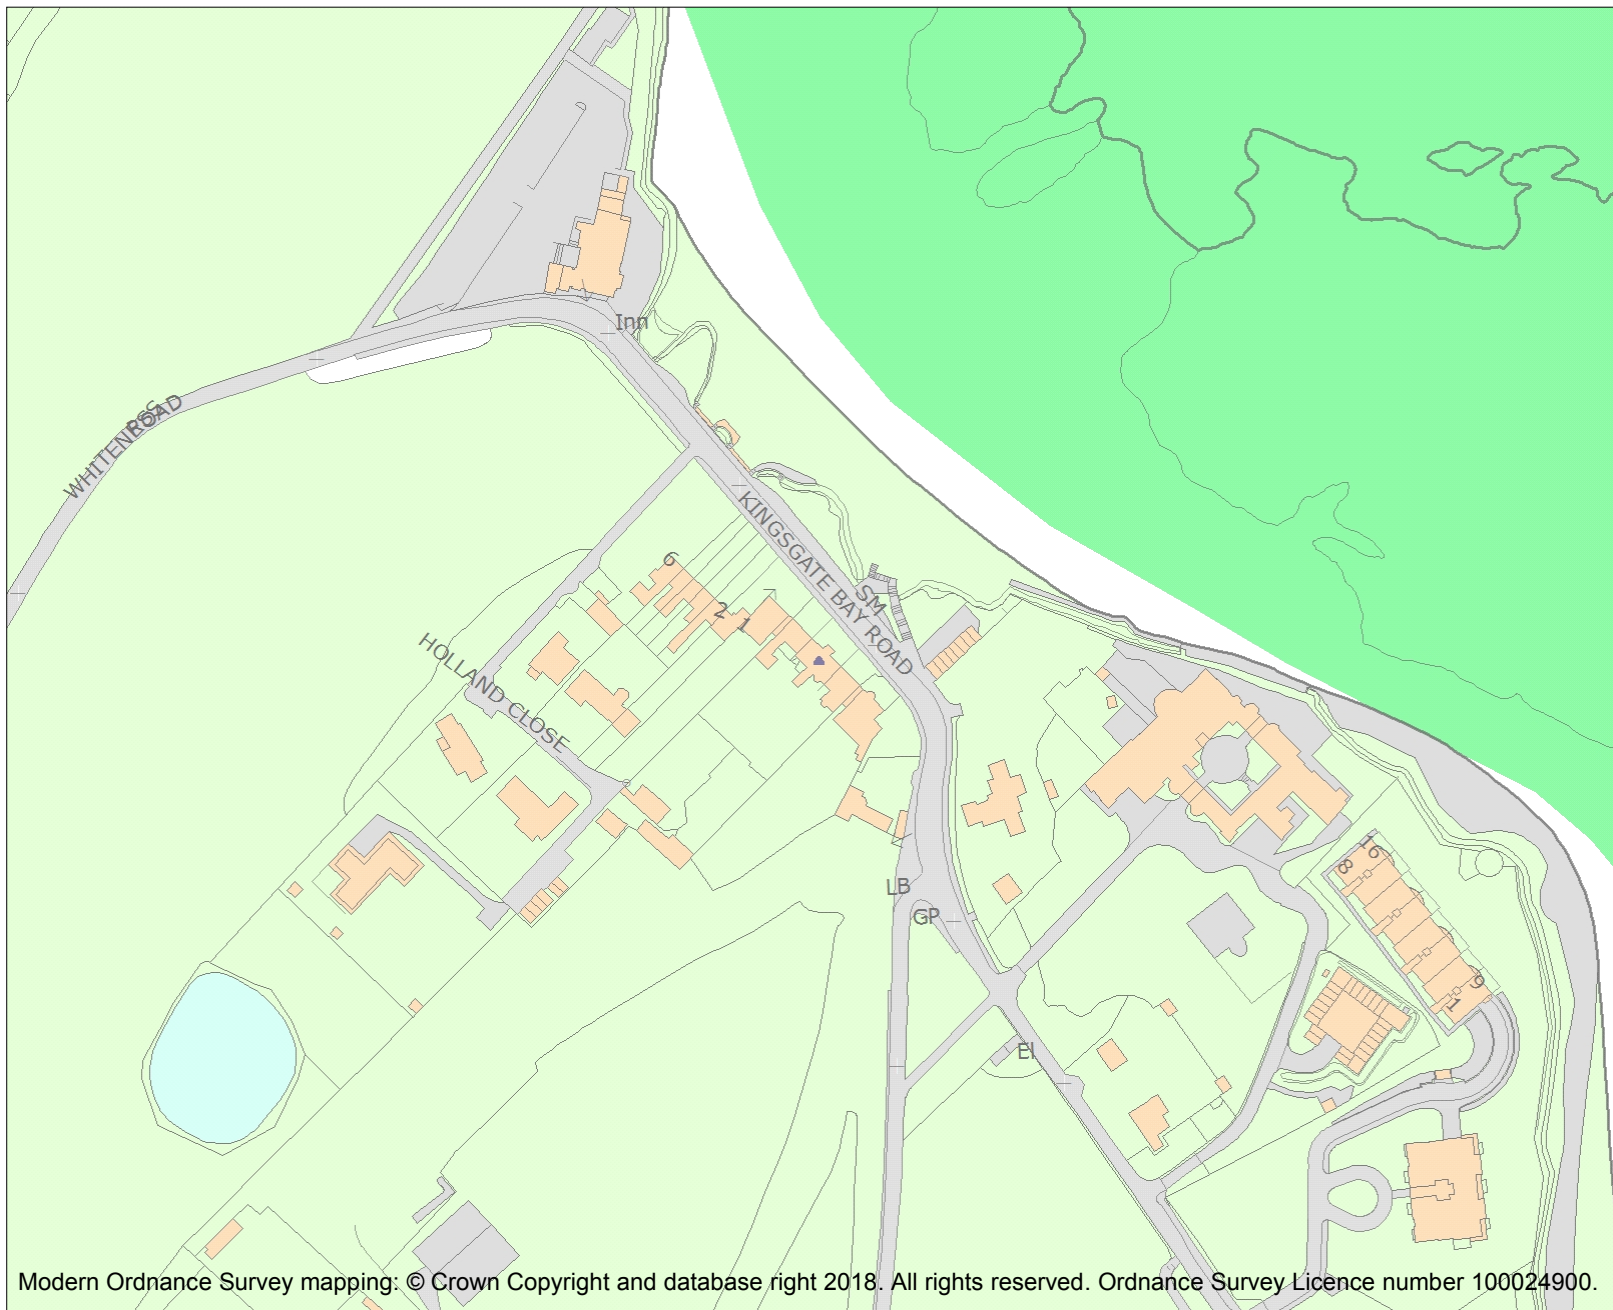 Inn
WHITENESS ROAD
KINGSGATE BAY ROAD
6
2
1
SM
HOLLAND CLOSE
LB
GP
16
8
9
1
El
Modern Ordnance Survey mapping: © Crown Copyright and database right 2018. All rights reserved. Ordnance Survey Licence number 100024900.